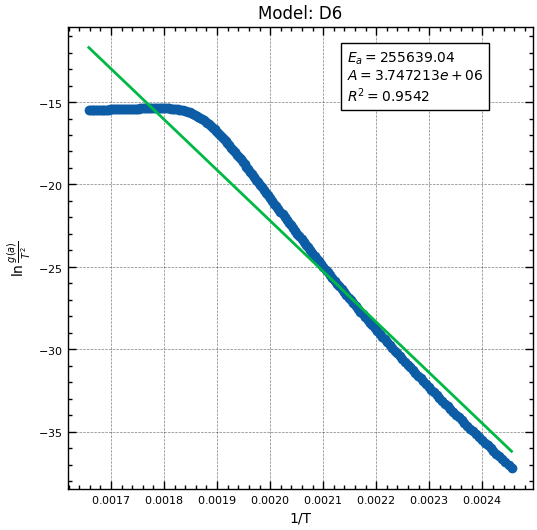 Model: D6
E_a = 255639.04
A = 3.747213e + 06
R² = 0.9542
−15
−20
−25
−30
−35
ln g(a)/T²
0.0017 0.0018 0.0019 0.0020 0.0021 0.0022 0.0023 0.0024
1/T